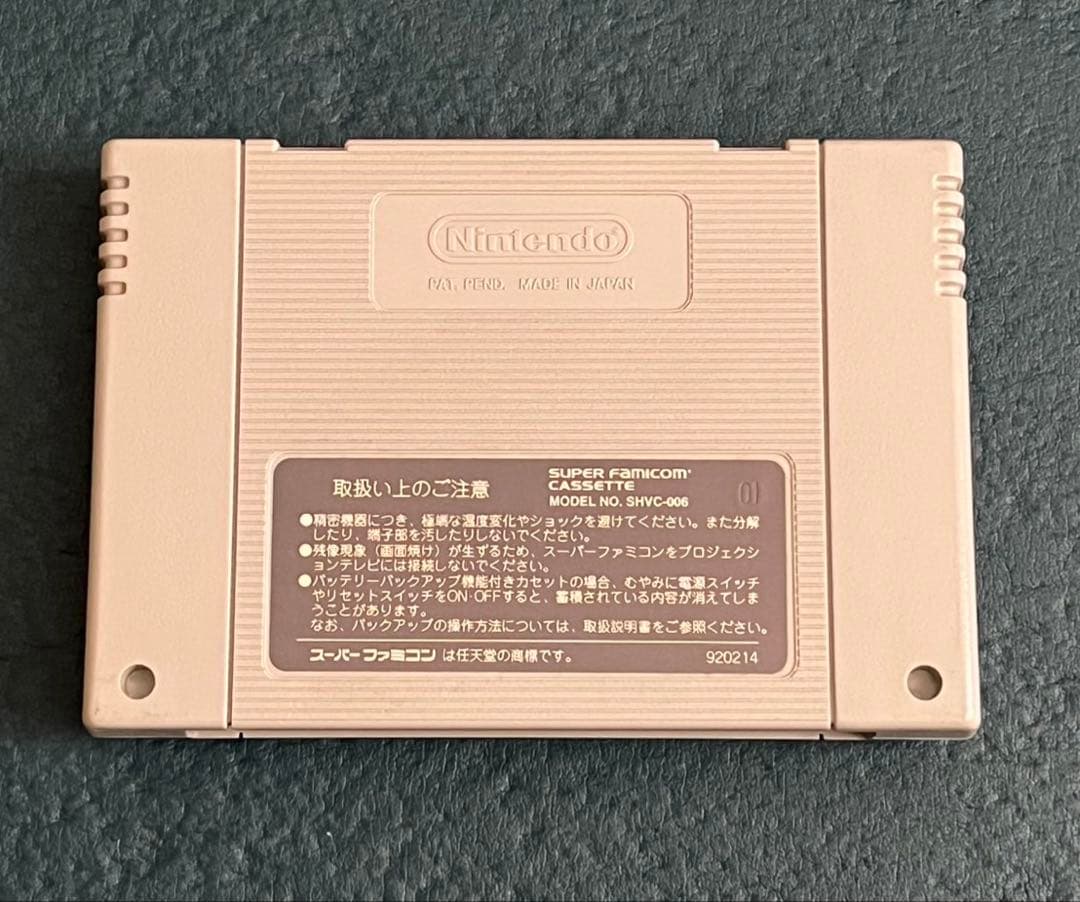 Nintendo®
PAT. PEND. MADE IN JAPAN
取扱い上のご注意
SUPER FAMICOM
CASSETTE
MODEL NO. SHVC-006
●精密機器につき、極端な温度変化やショックを避けてください。また分解
したり、端子部を汚したりしないでください。
●残像現象（画面焼け）が生ずるため、スーパーファミコンをプロジェクシ
ョンテレビには接続しないでください。
●バッテリーバックアップ機能付きカセットの場合、むやみに電源スイッチ
やリセットスイッチをON・OFFすると、蓄積されている内容が消えてしま
うことがあります。
なお、バックアップの操作方法については、取扱説明書をご参照ください。
スーパーファミコン は任天堂の商標です。
920214